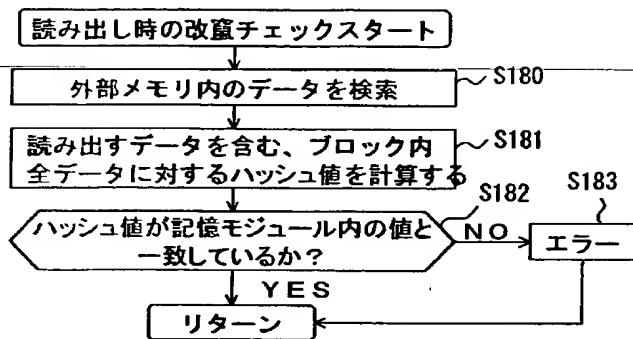 読み出し時の改竄チェックスタート
外部メモリ内のデータを検索
S180
読み出すデータを含む、ブロック内
全データに対するハッシュ値を計算する
S181
ハッシュ値が記憶モジュール内の値と
一致しているか?
S182
NO
エラー
S183
YES
リターン